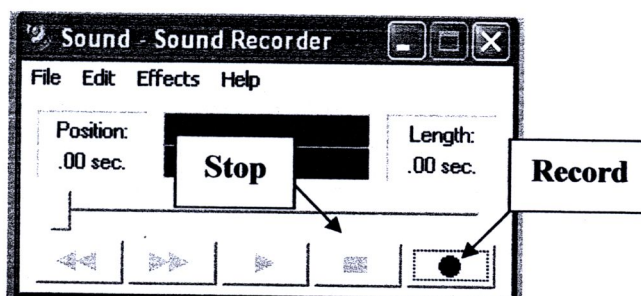 Sound - Sound Recorder
File Edit Effects Help
Position: Length:
.00 sec. .00 sec.
Stop Record